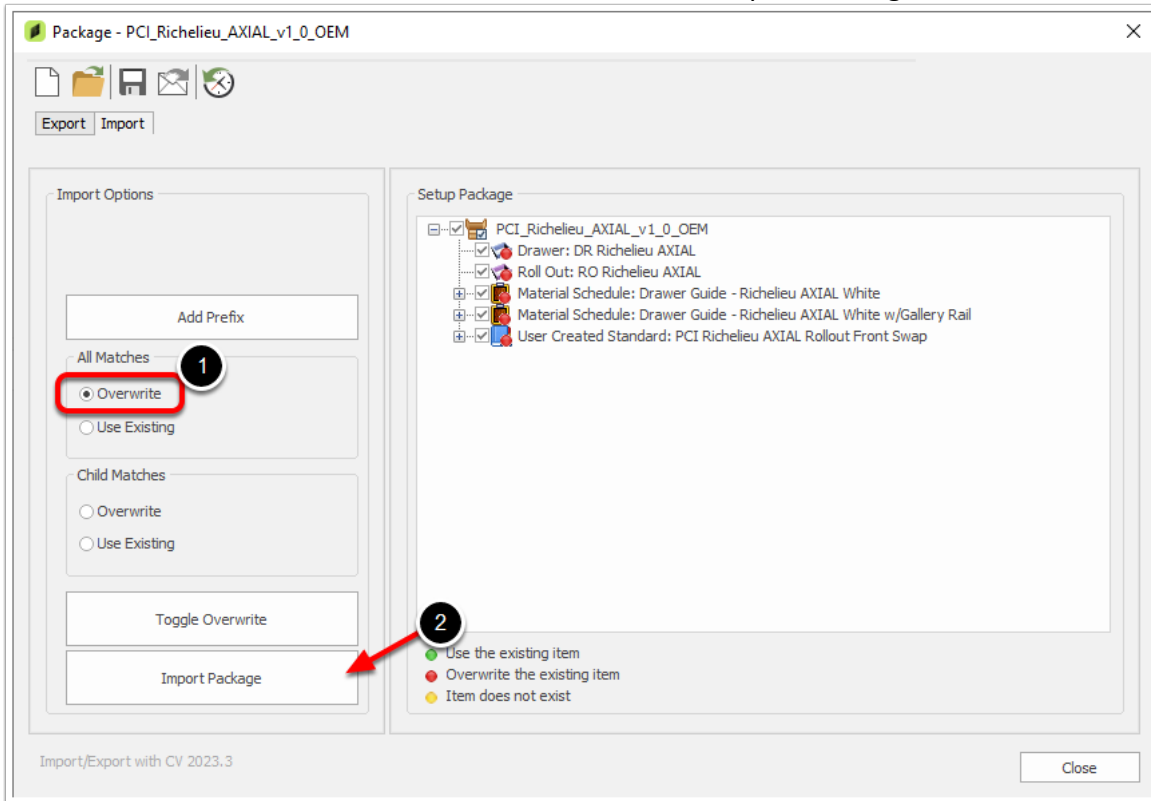 Package - PCI_Richelieu_AXIAL_v1_0_OEM
Export Import
Import Options
Add Prefix
All Matches
1
Overwrite
Use Existing
Child Matches
Overwrite
Use Existing
Toggle Overwrite
Import Package
Setup Package
PCI_Richelieu_AXIAL_v1_0_OEM
Drawer: DR Richelieu AXIAL
Roll Out: RO Richelieu AXIAL
Material Schedule: Drawer Guide - Richelieu AXIAL White
Material Schedule: Drawer Guide - Richelieu AXIAL White w/Gallery Rail
User Created Standard: PCI Richelieu AXIAL Rollout Front Swap
2
Use the existing item
Overwrite the existing item
Item does not exist
Import/Export with CV 2023.3
Close